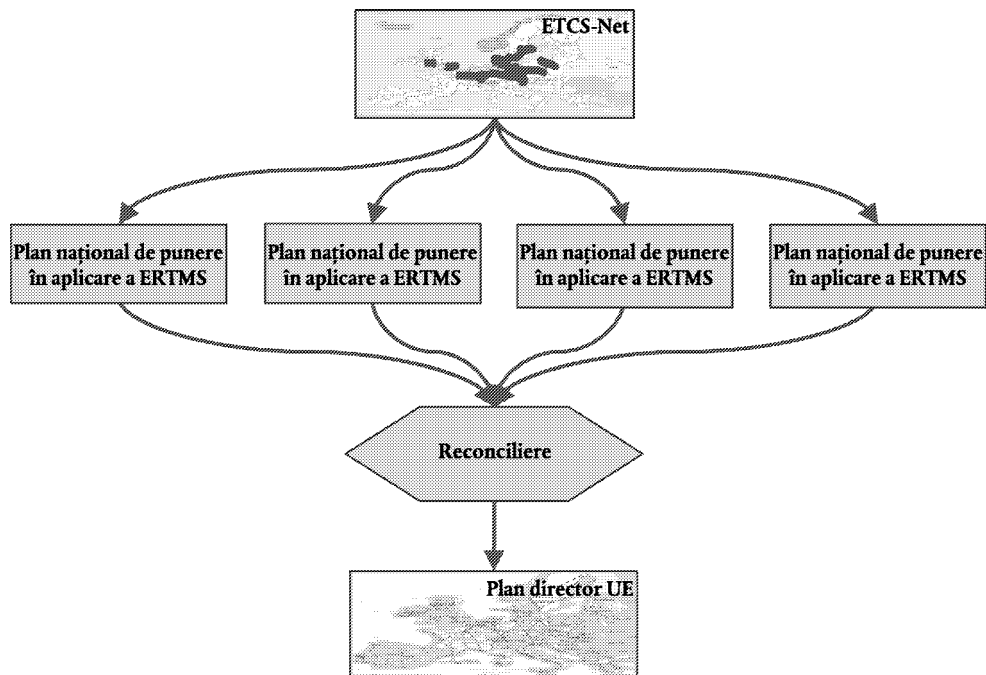 ETCS-Net
Plan național de punere
în aplicare a ERTMS
Plan național de punere
în aplicare a ERTMS
Plan național de punere
în aplicare a ERTMS
Plan național de punere
în aplicare a ERTMS
Reconciliere
Plan director UE